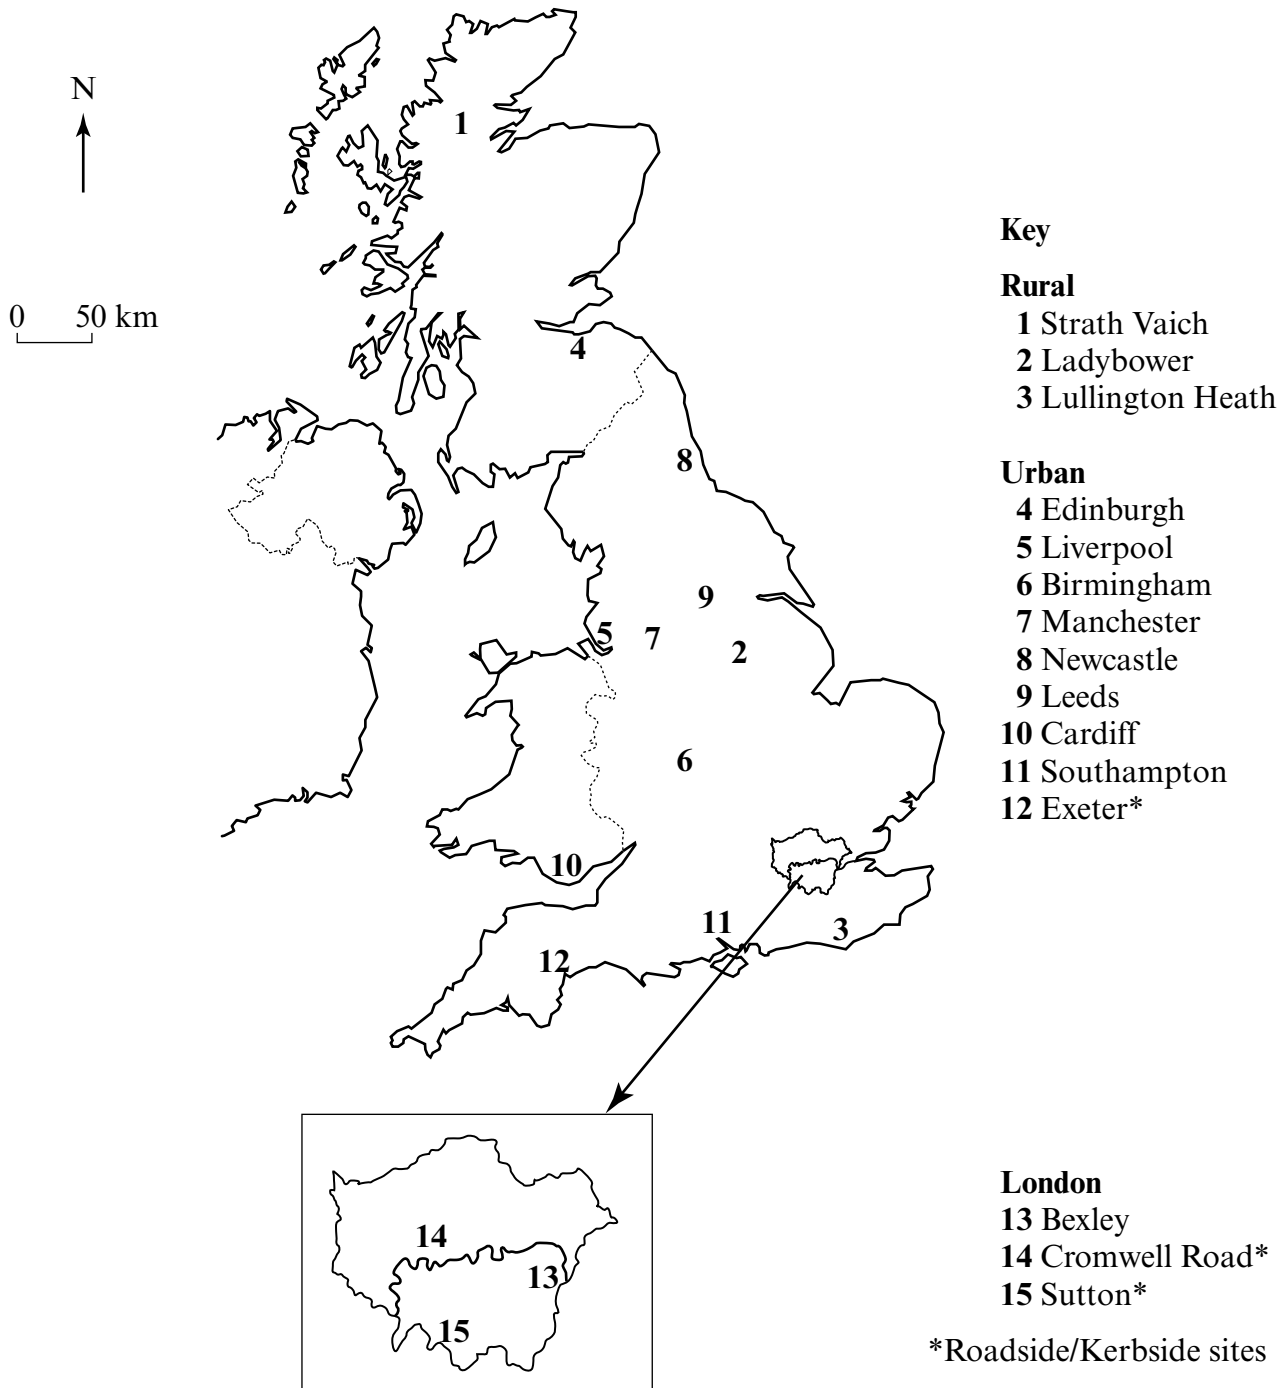 N
0 50 km
1
4
8
9
5
7
2
6
10
11
3
12
14
13
15
Key
Rural
1 Strath Vaich
2 Ladybower
3 Lullington Heath
Urban
4 Edinburgh
5 Liverpool
6 Birmingham
7 Manchester
8 Newcastle
9 Leeds
10 Cardiff
11 Southampton
12 Exeter*
London
13 Bexley
14 Cromwell Road*
15 Sutton*
*Roadside/Kerbside sites